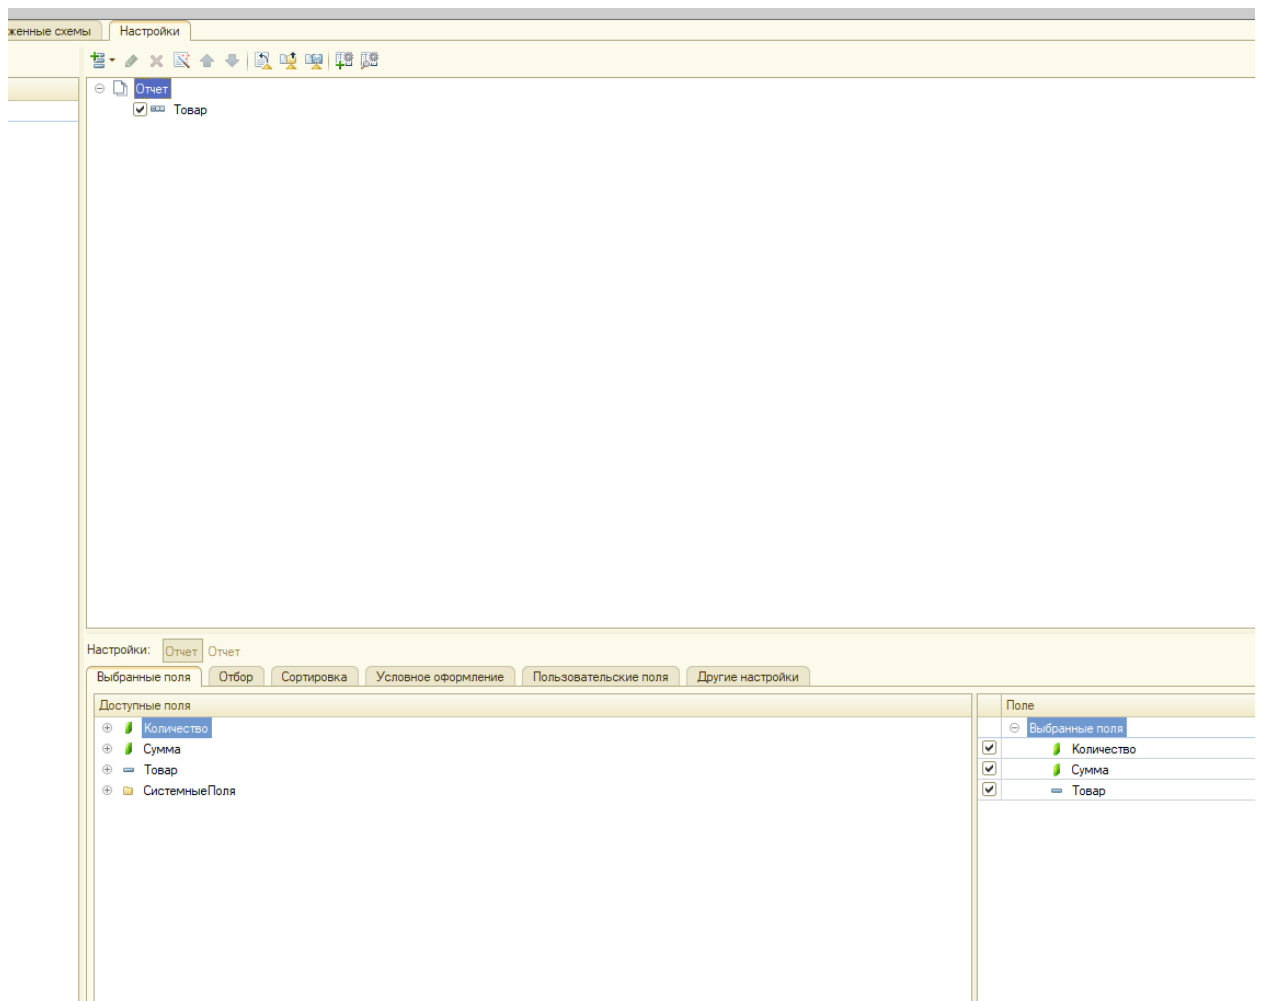 женные схемы Настройки
Отчет
Товар
Настройки: Отчет Отчет
Выбранные поля Отбор Сортировка Условное оформление Пользовательские поля Другие настройки
Доступные поля Поле
Количество Выбранные поля
Сумма Количество
Товар Сумма
СистемныеПоля Товар